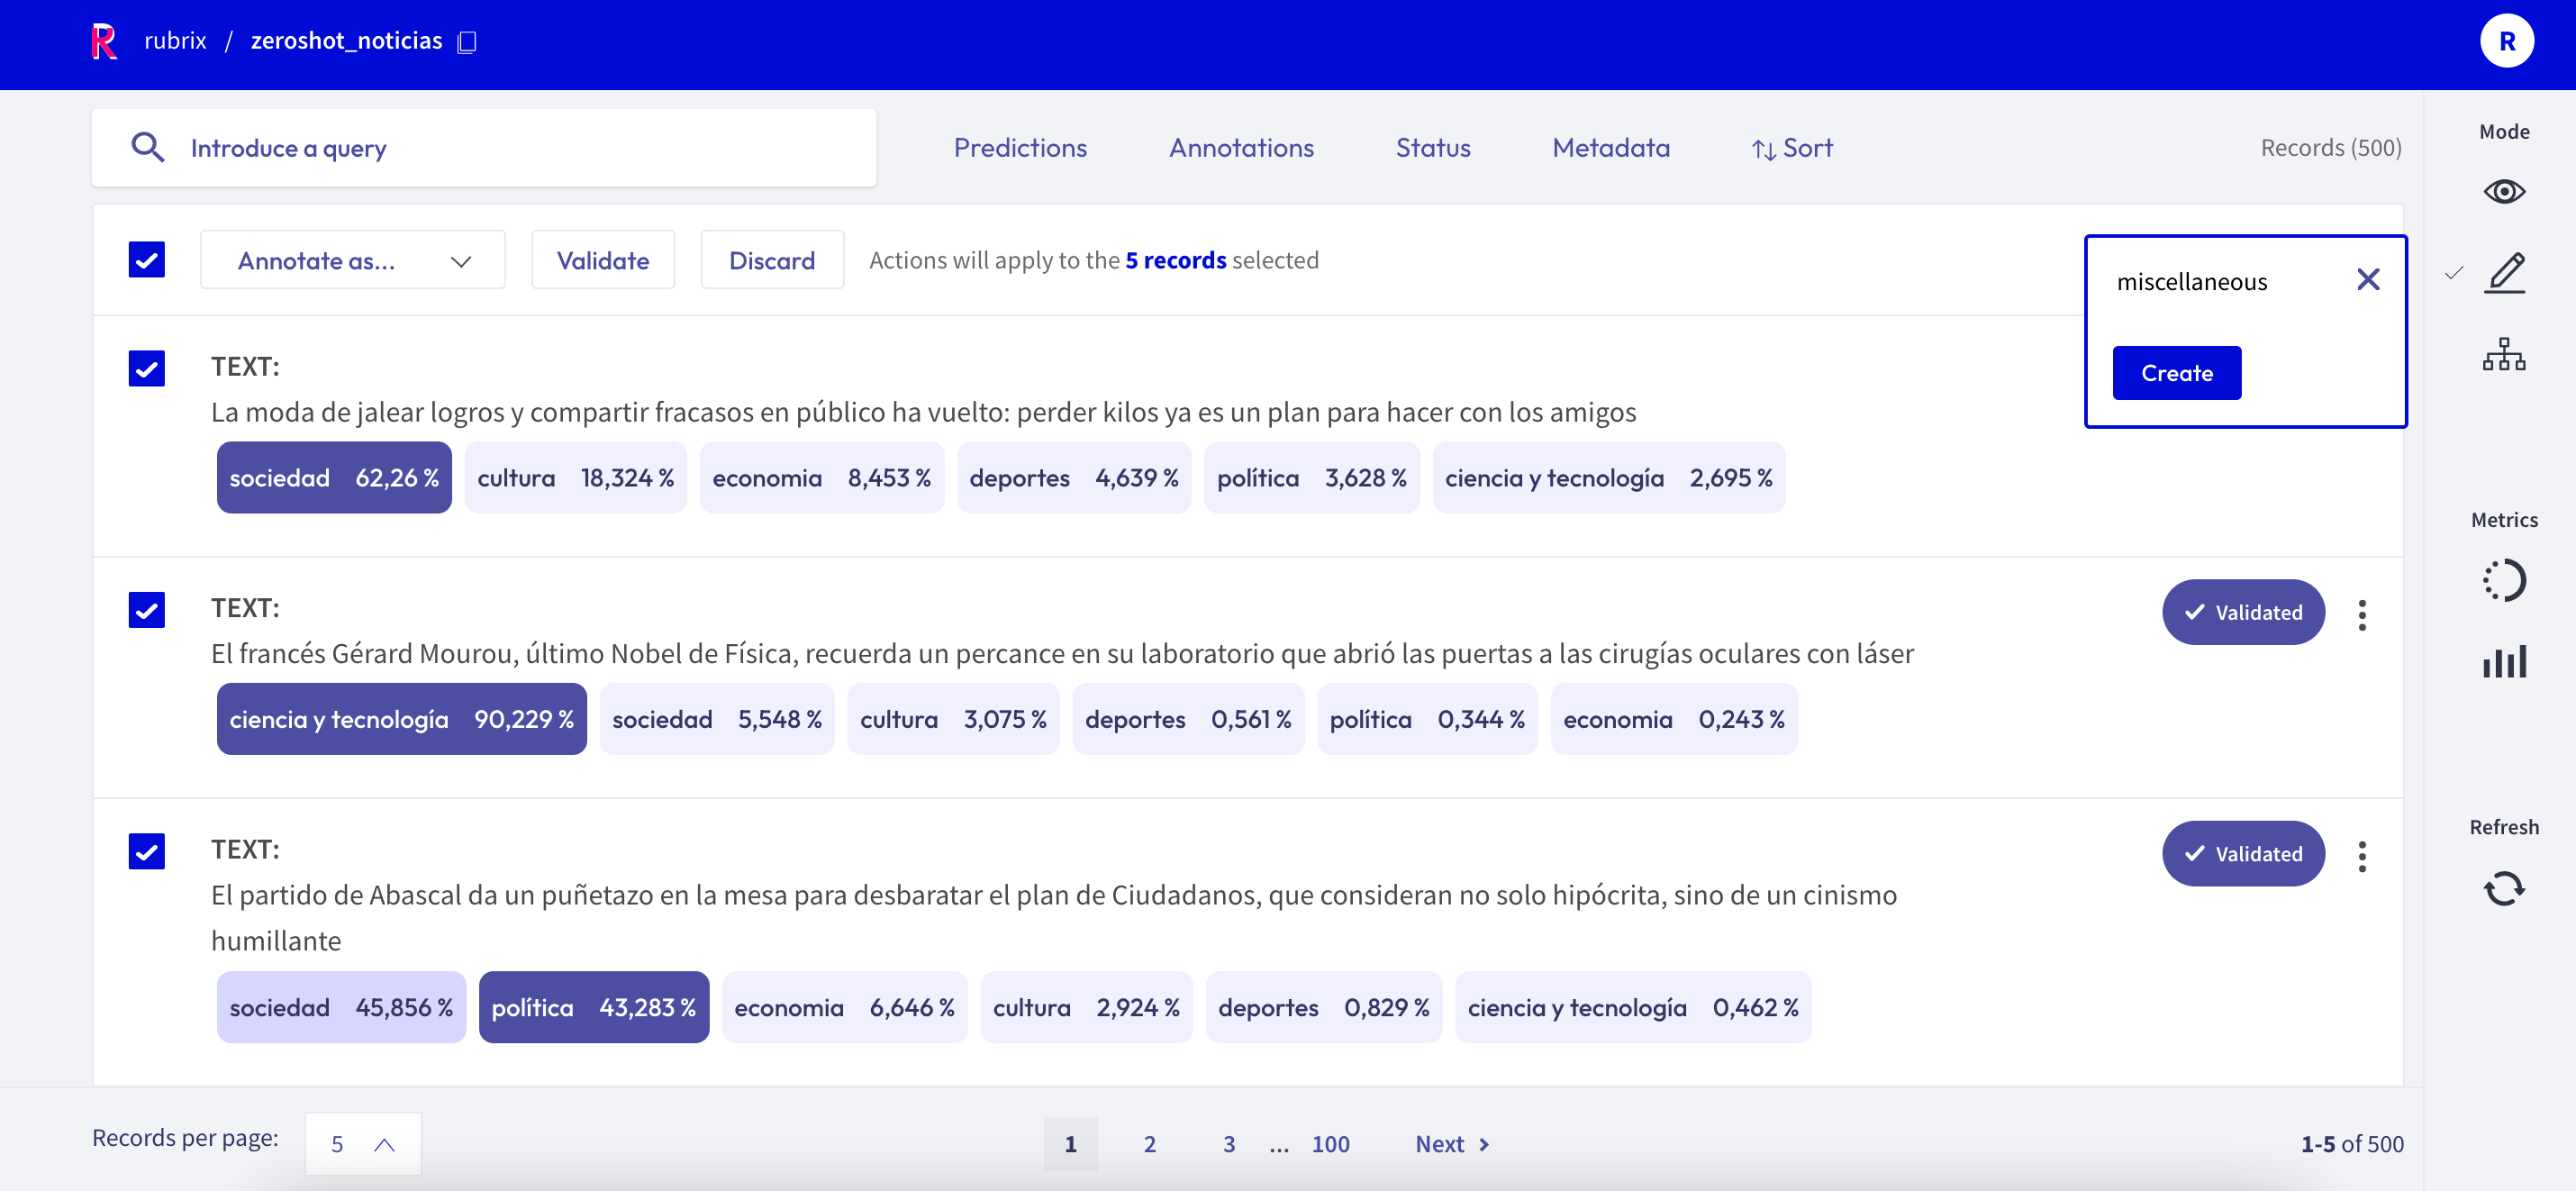 R rubrix / zeroshot_noticias R
Introduce a query Predictions Annotations Status Metadata Sort Records (500)
Mode
Annotate as... Validate Discard Actions will apply to the 5 records selected
miscellaneous
Create
TEXT:
La moda de jalear logros y compartir fracasos en público ha vuelto: perder kilos ya es un plan para hacer con los amigos
sociedad 62,26 % cultura 18,324 % economia 8,453 % deportes 4,639 % política 3,628 % ciencia y tecnología 2,695 %
Metrics
TEXT:
Validated
El francés Gérard Mourou, último Nobel de Física, recuerda un percance en su laboratorio que abrió las puertas a las cirugías oculares con láser
ciencia y tecnología 90,229 % sociedad 5,548 % cultura 3,075 % deportes 0,561 % política 0,344 % economia 0,243 %
Refresh
TEXT:
Validated
El partido de Abascal da un puñetazo en la mesa para desbaratar el plan de Ciudadanos, que consideran no solo hipócrita, sino de un cinismo
humillante
sociedad 45,856 % política 43,283 % economia 6,646 % cultura 2,924 % deportes 0,829 % ciencia y tecnología 0,462 %
Records per page: 5 1 2 3 ... 100 Next 1-5 of 500